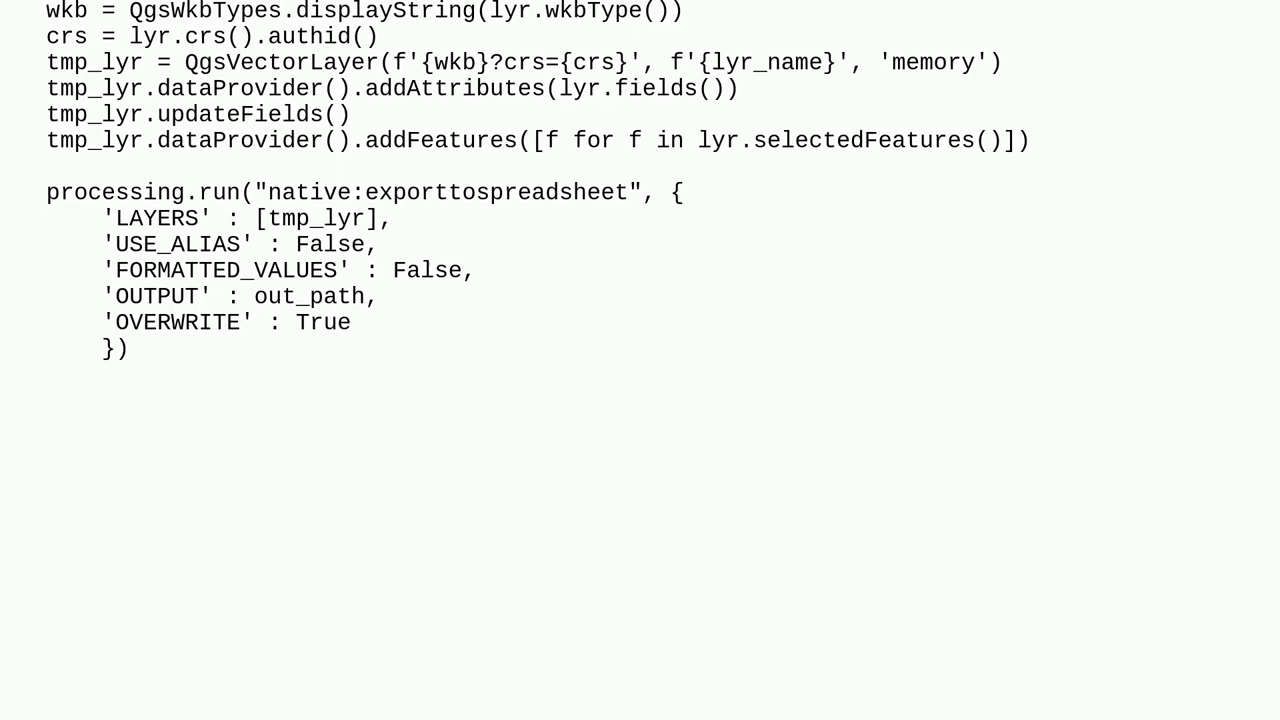 wkb = QgsWkbTypes.displayString(lyr.wkbType())
crs = lyr.crs().authid()
tmp_lyr = QgsVectorLayer(f'{wkb}?crs={crs}', f'{lyr_name}', 'memory')
tmp_lyr.dataProvider().addAttributes(lyr.fields())
tmp_lyr.updateFields()
tmp_lyr.dataProvider().addFeatures([f for f in lyr.selectedFeatures()])

processing.run("native:exporttospreadsheet", {
    'LAYERS' : [tmp_lyr],
    'USE_ALIAS' : False,
    'FORMATTED_VALUES' : False,
    'OUTPUT' : out_path,
    'OVERWRITE' : True
    })